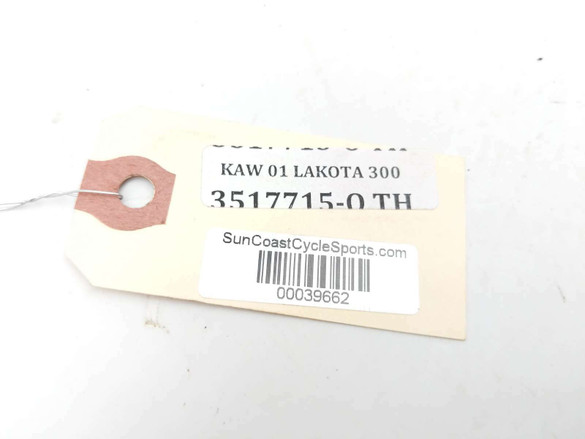 KAW 01 LAKOTA 300
3517715-O TH
SunCoastCycleSports.com
00039662